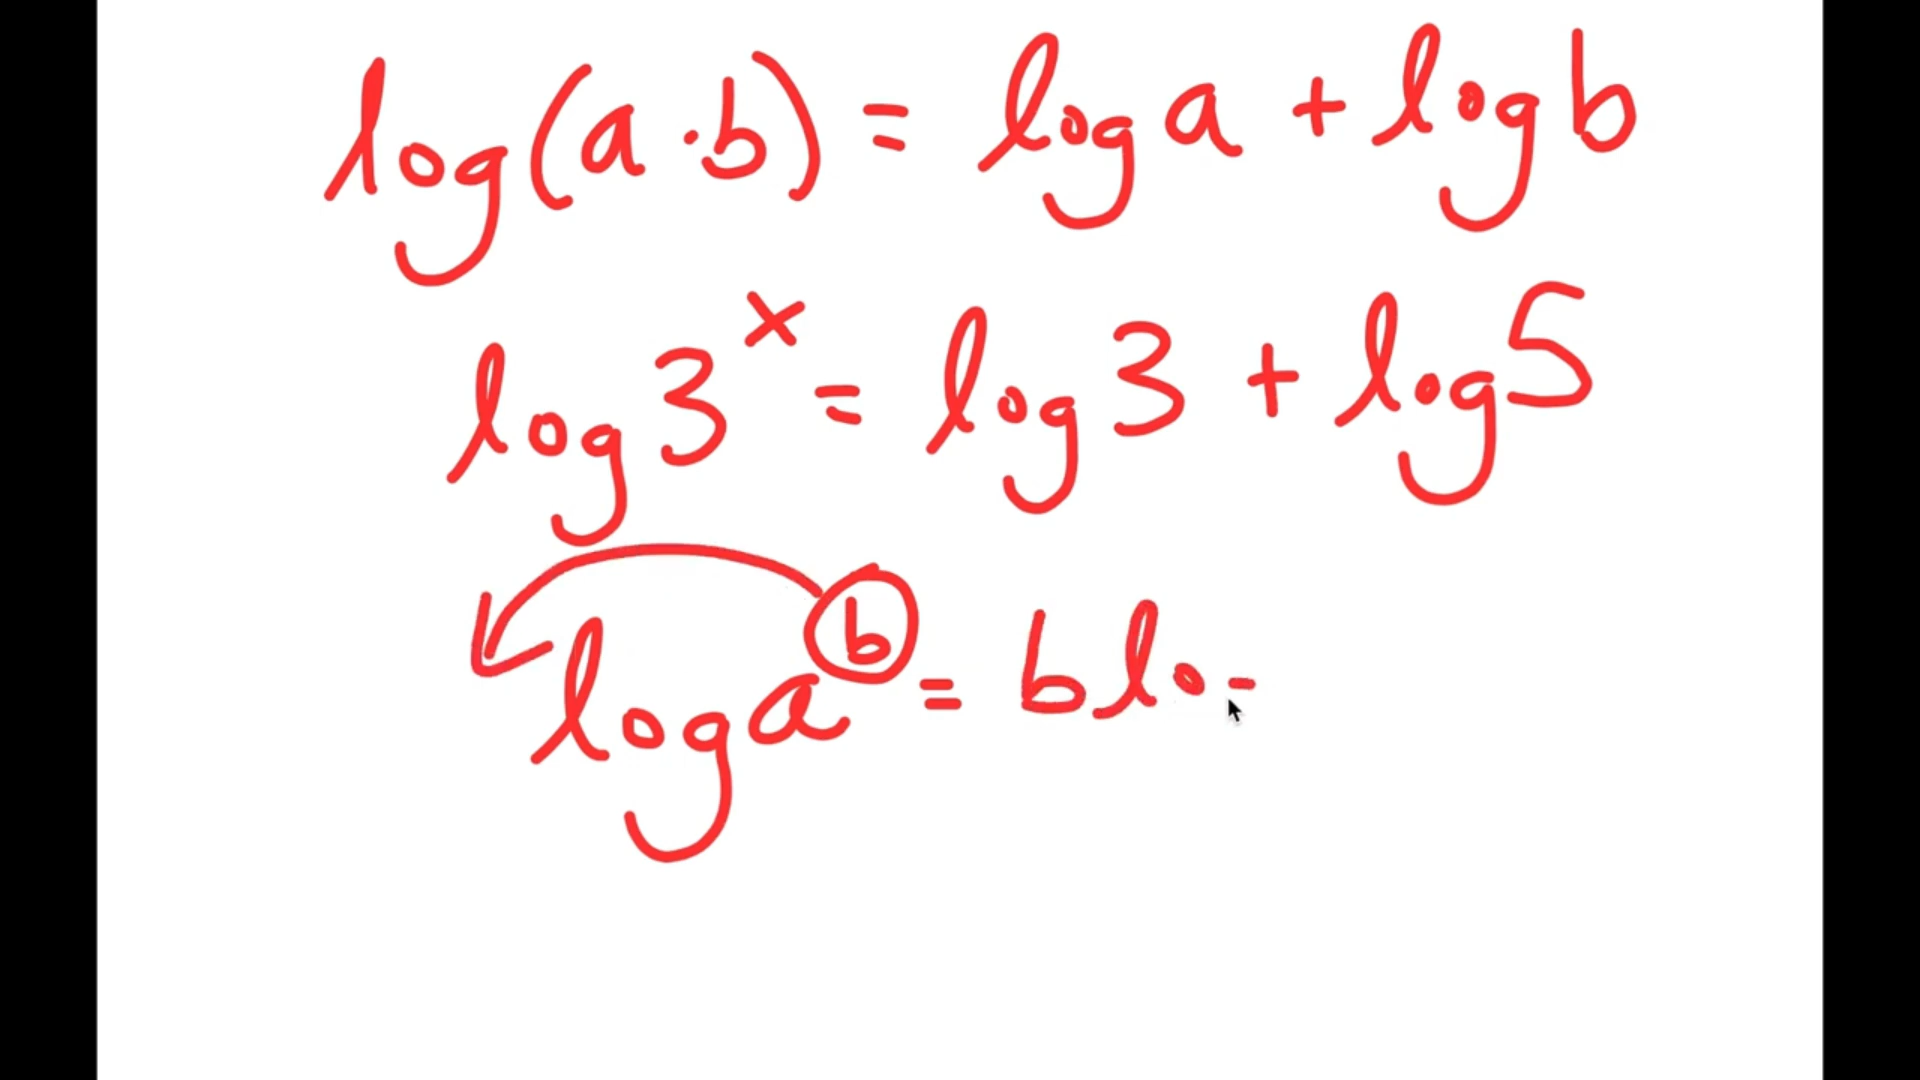 log(a·b) = log a + log b
log 3^x = log 3 + log 5
log a^b = b lo